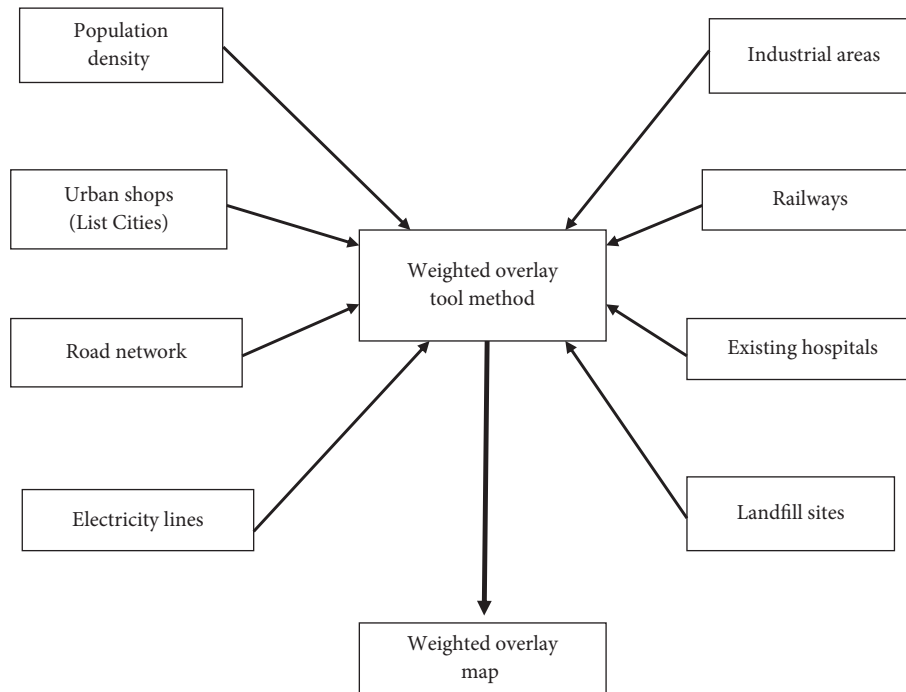 Population
density
Industrial areas
Urban shops
(List Cities)
Railways
Weighted overlay
tool method
Road network
Existing hospitals
Electricity lines
Landfill sites
Weighted overlay
map